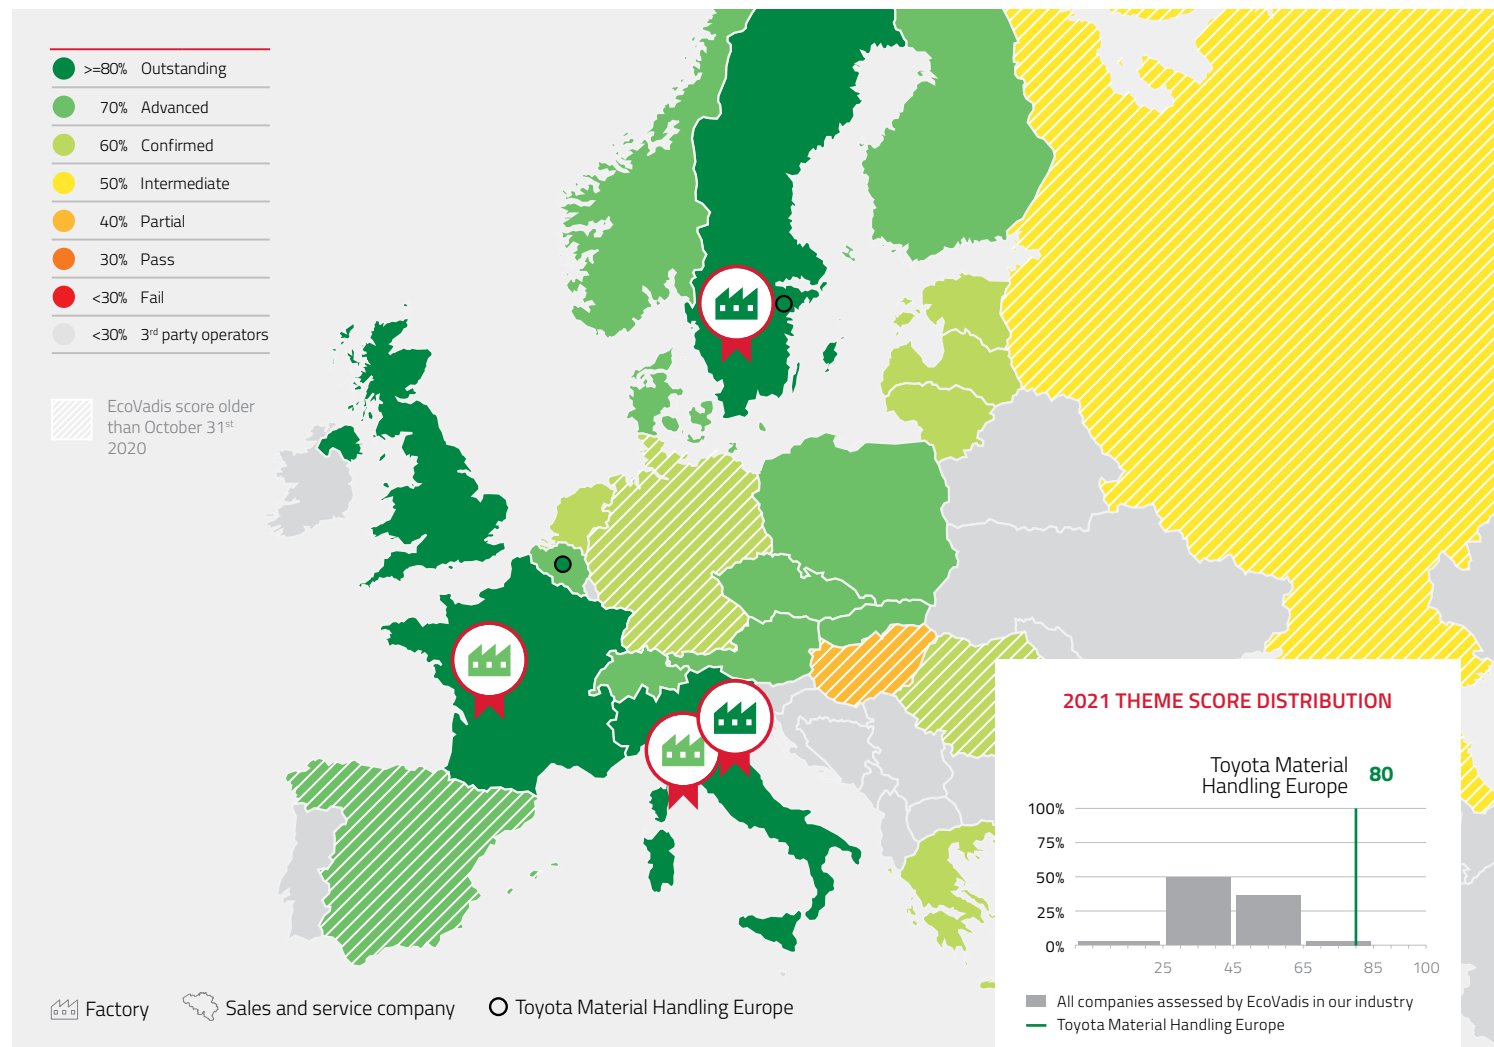 >=80% Outstanding
70% Advanced
60% Confirmed
50% Intermediate
40% Partial
30% Pass
<30% Fail
<30% 3rd party operators
EcoVadis score older
than October 31st
2020
2021 THEME SCORE DISTRIBUTION
Toyota Material
Handling Europe
80
100%
75%
50%
25%
0%
25 45 65 85 100
All companies assessed by EcoVadis in our industry
Toyota Material Handling Europe
Factory
Sales and service company
Toyota Material Handling Europe